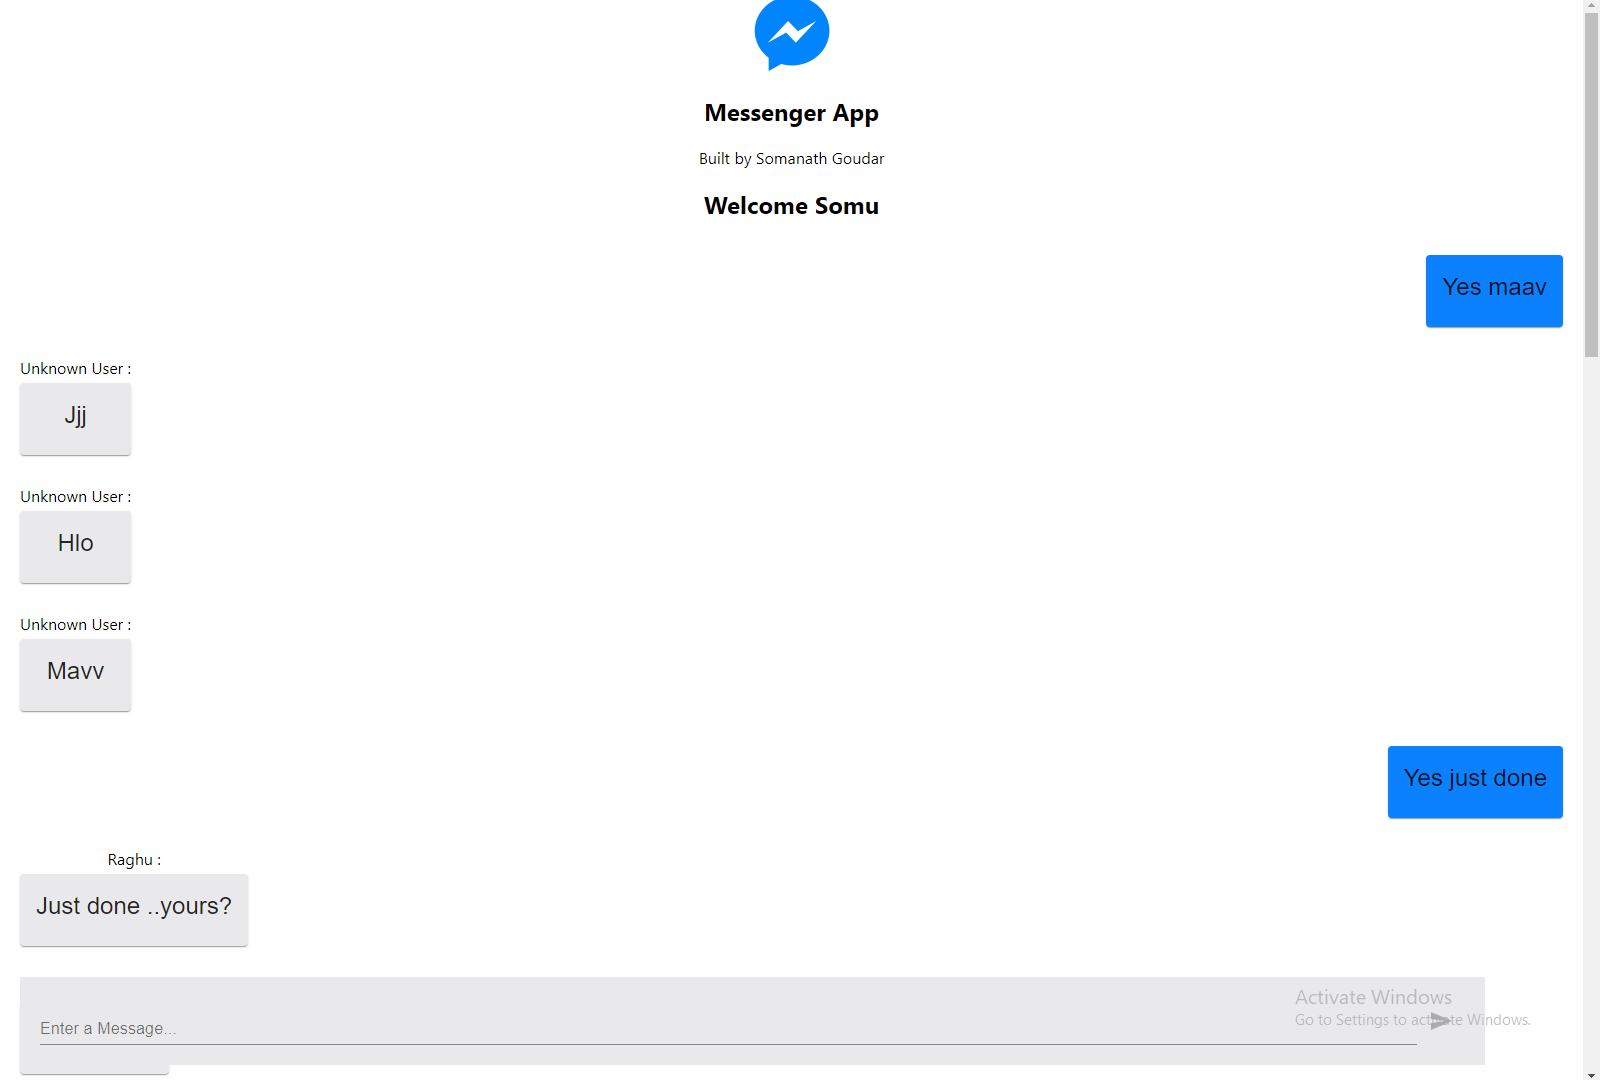 Messenger App
Built by Somanath Goudar
Welcome Somu
Yes maav
Unknown User :
Jjj
Unknown User :
Hlo
Unknown User :
Mavv
Yes just done
Raghu :
Just done ..yours?
Enter a Message...
Activate Windows
Go to Settings to activate Windows.